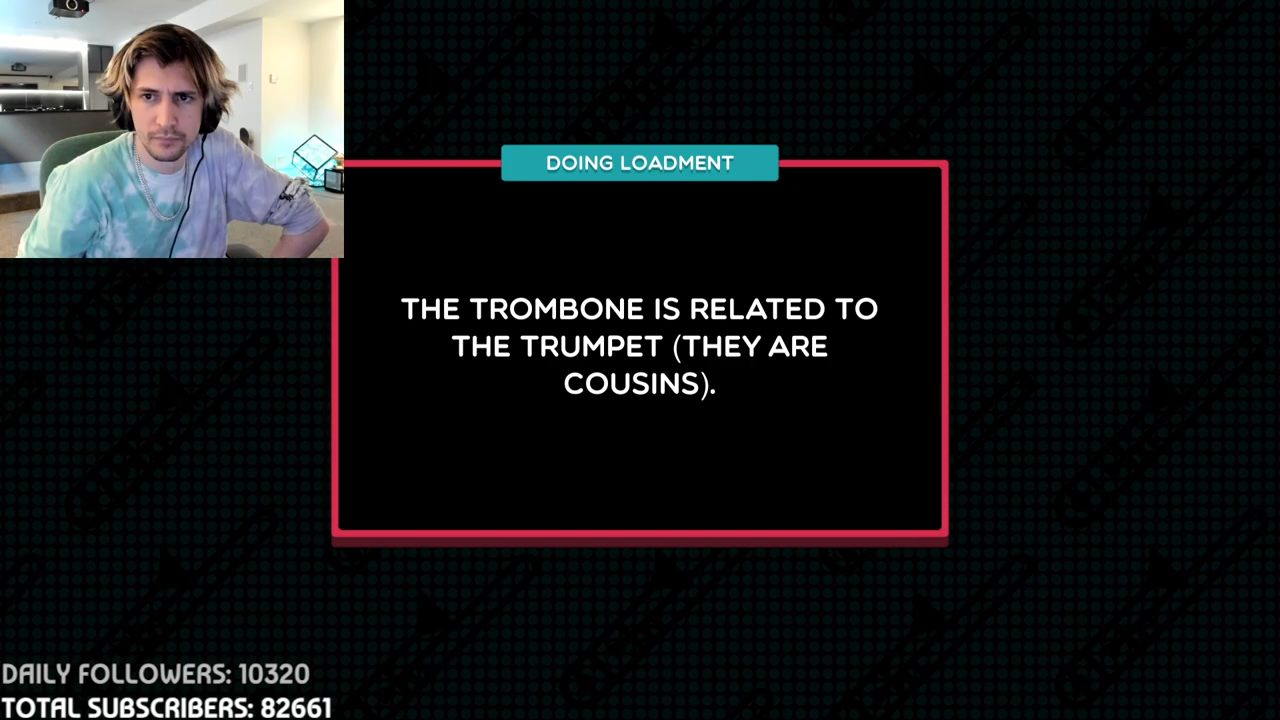 DOING LOADMENT
THE TROMBONE IS RELATED TO
THE TRUMPET (THEY ARE
COUSINS).
DAILY FOLLOWERS: 10320
TOTAL SUBSCRIBERS: 82661